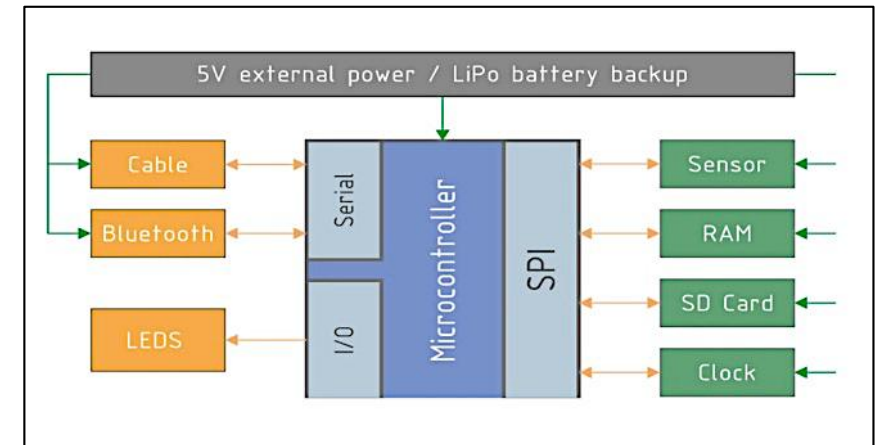 5V external power / LiPo battery backup
Cable
Bluetooth
LEDS
Serial
I/O
Microcontroller
SPI
Sensor
RAM
SD Card
Clock